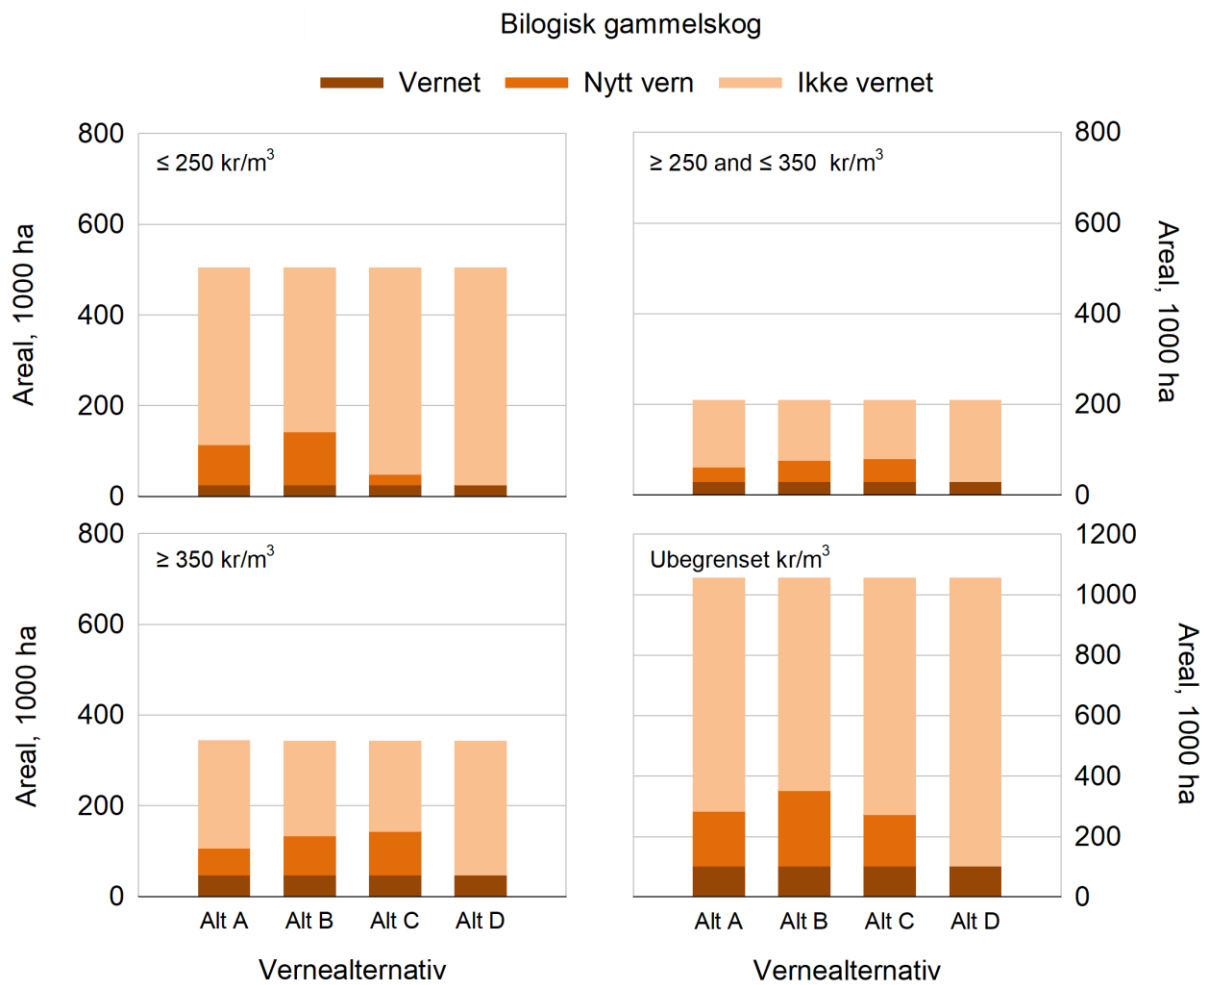 Bilogisk gammelskog
Vernet Nytt vern Ikke vernet
≤ 250 kr/m³
800
600
400
200
0
Areal, 1000 ha
≥ 250 and ≤ 350 kr/m³
800
600
400
200
0
Areal, 1000 ha
≥ 350 kr/m³
800
600
400
200
0
Areal, 1000 ha
Alt A Alt B Alt C Alt D
Vernealternativ
Ubegrenset kr/m³
1200
1000
800
600
400
200
0
Areal, 1000 ha
Alt A Alt B Alt C Alt D
Vernealternativ